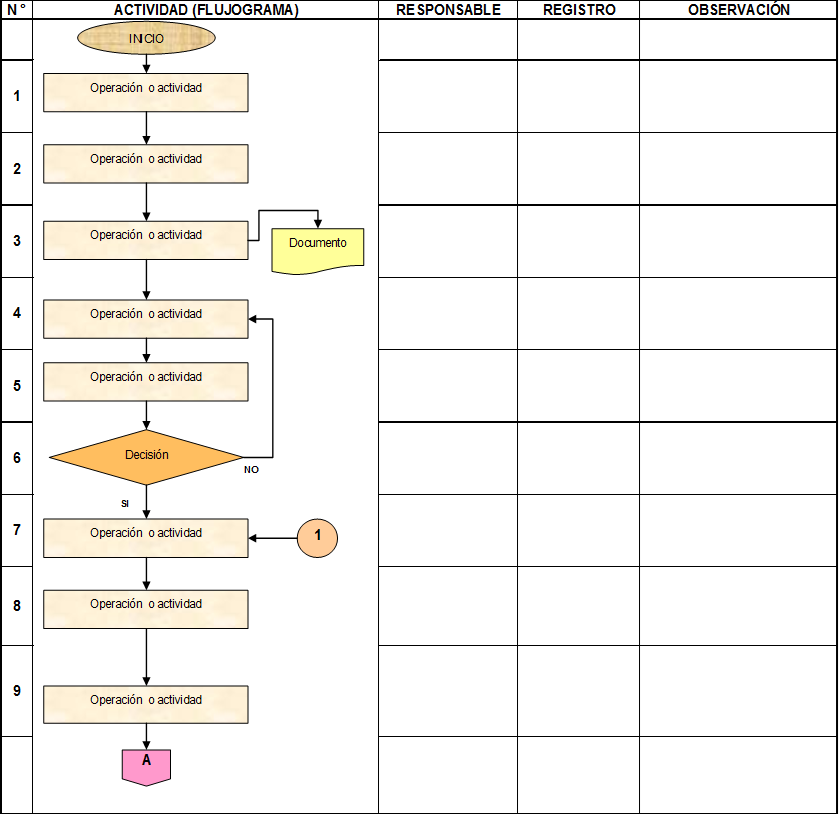 N° ACTIVIDAD (FLUJOGRAMA) RESPONSABLE REGISTRO OBSERVACIÓN
INICIO
1 Operación o actividad
2 Operación o actividad
3 Operación o actividad Documento
4 Operación o actividad
5 Operación o actividad
6 Decisión
NO
SI
7 Operación o actividad 1
8 Operación o actividad
9 Operación o actividad
A